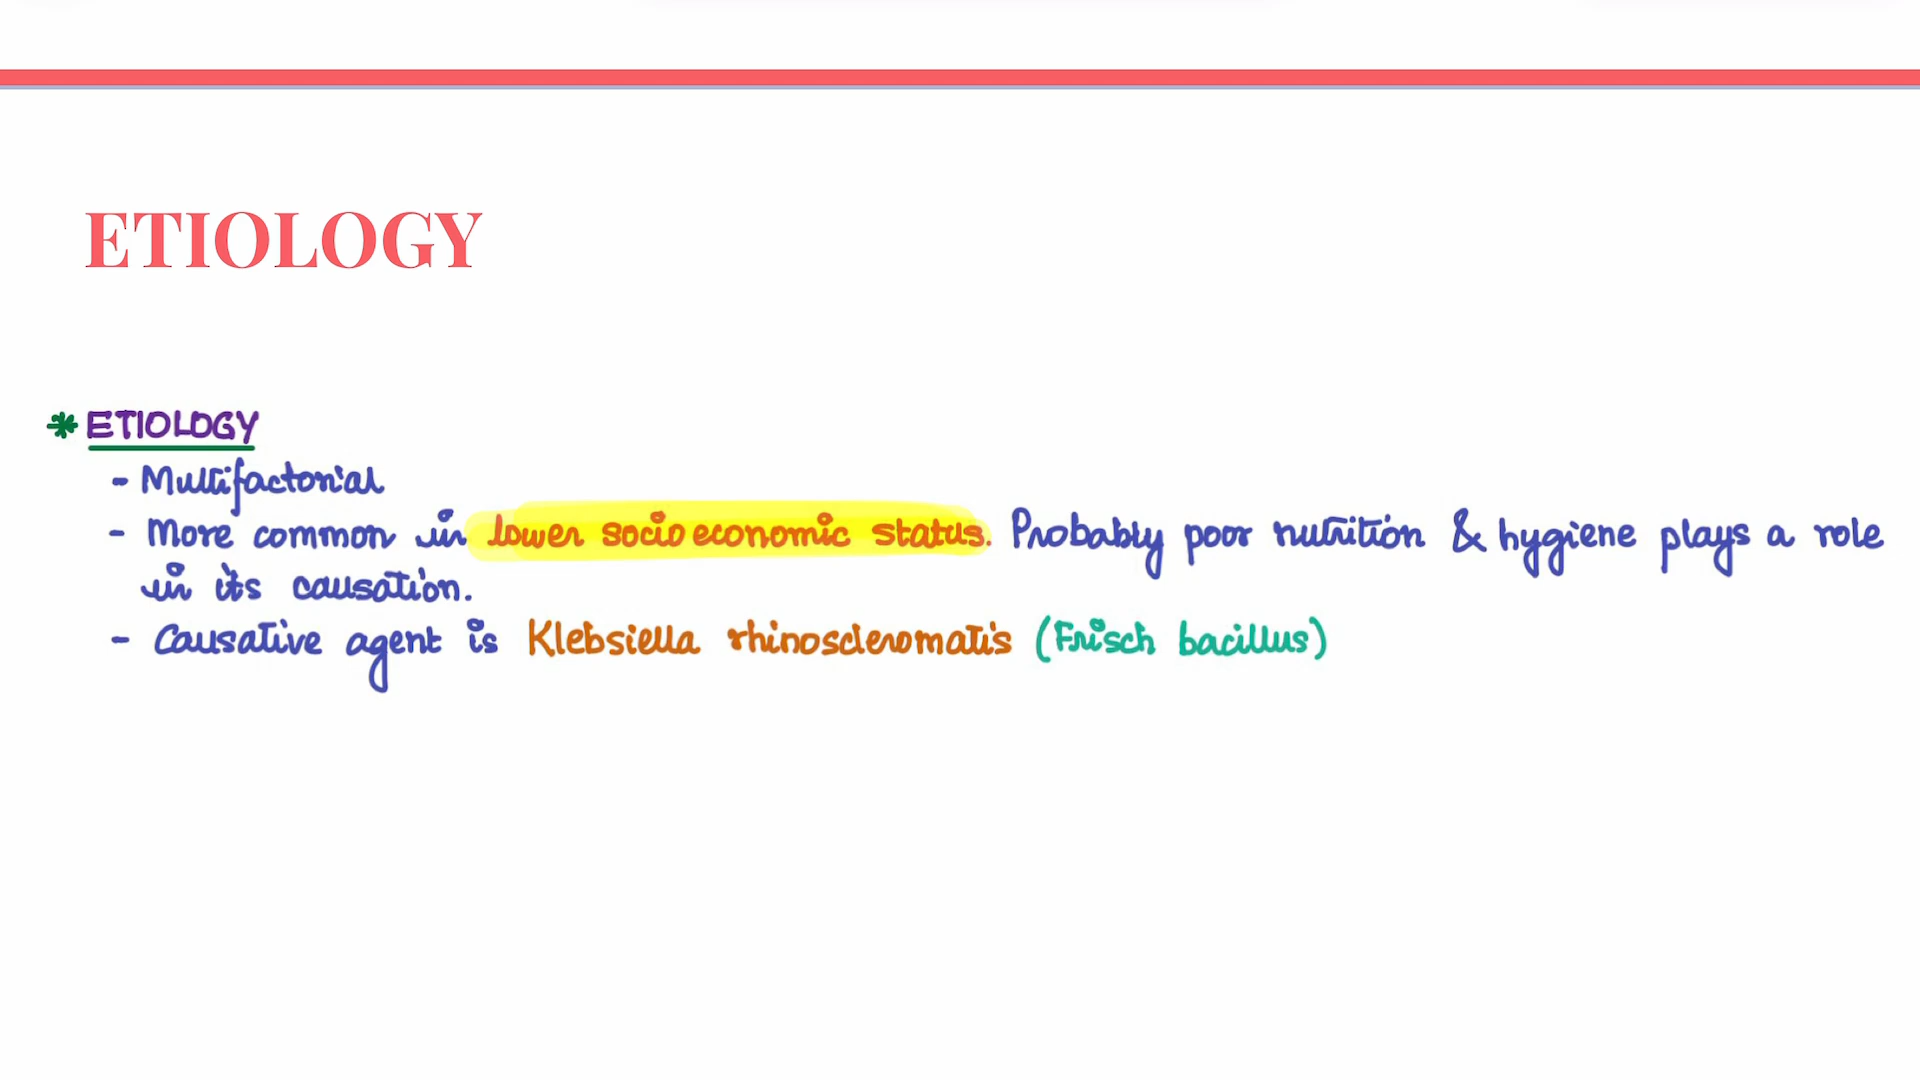 ETIOLOGY
* ETIOLOGY
- Multifactorial
- More common in lower socio economic status. Probably poor nutrition & hygiene plays a role
in its causation.
- Causative agent is Klebsiella rhinoscleromatis (Frisch bacillus)